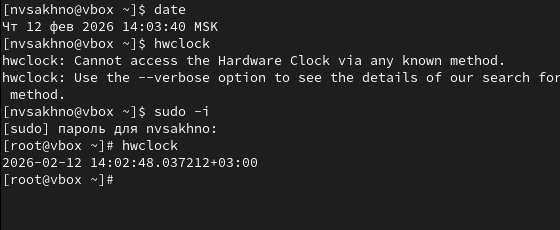 [nvsakhno@vbox ~]$ date
Чт 12 фев 2026 14:03:40 MSK
[nvsakhno@vbox ~]$ hwclock
hwclock: Cannot access the Hardware Clock via any known method.
hwclock: Use the --verbose option to see the details of our search for
 method.
[nvsakhno@vbox ~]$ sudo -i
[sudo] пароль для nvsakhno:
[root@vbox ~]# hwclock
2026-02-12 14:02:48.037212+03:00
[root@vbox ~]#